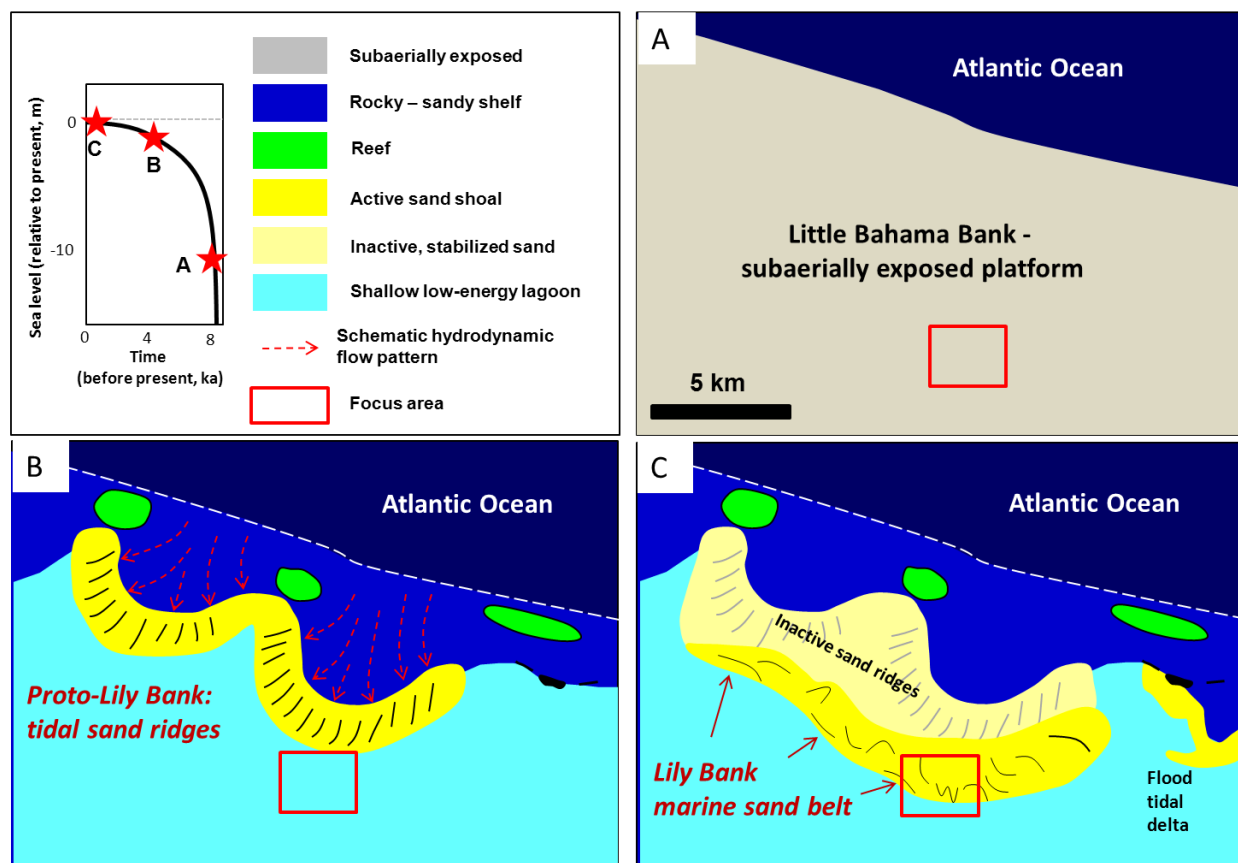 Sea level (relative to present, m)
0
-10
C
B
A
0
4
8
Time
(before present, ka)
Subaerially exposed
Rocky – sandy shelf
Reef
Active sand shoal
Inactive, stabilized sand
Shallow low-energy lagoon
Schematic hydrodynamic
flow pattern
Focus area
A
Atlantic Ocean
Little Bahama Bank -
subaerially exposed platform
5 km
B
Atlantic Ocean
Proto-Lily Bank:
tidal sand ridges
C
Atlantic Ocean
Inactive sand ridges
Lily Bank
marine sand belt
Flood
tidal
delta